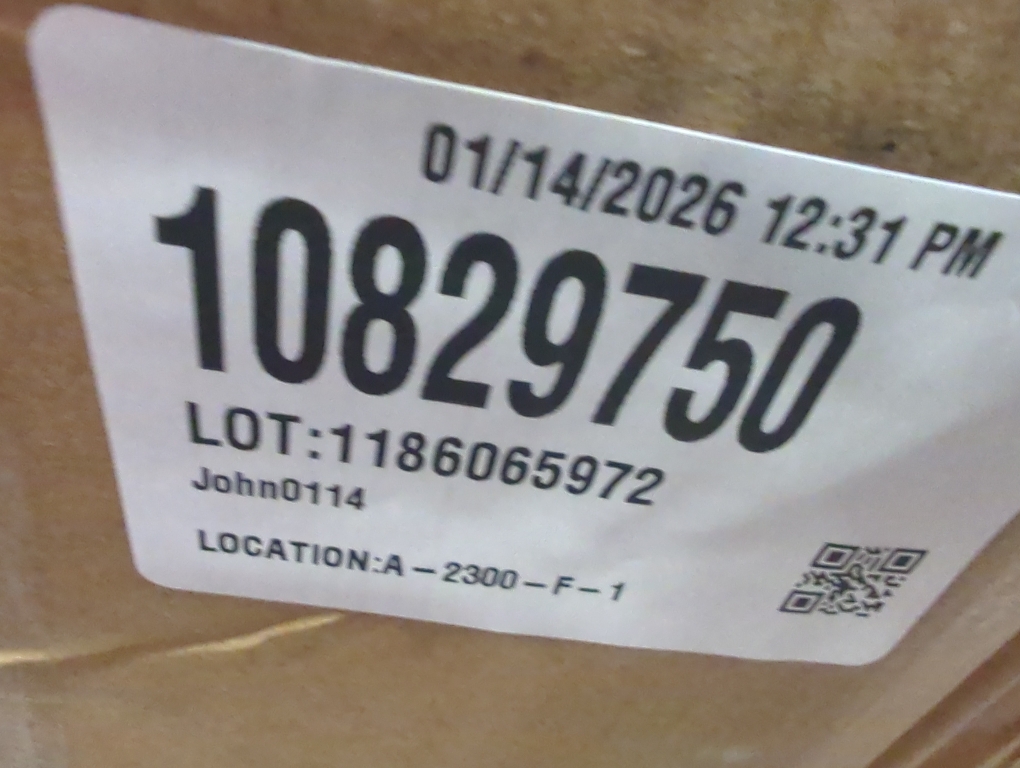 01/14/2026 12:31 PM
10829750
LOT:1186065972
John0114
LOCATION:A-2300-F-1